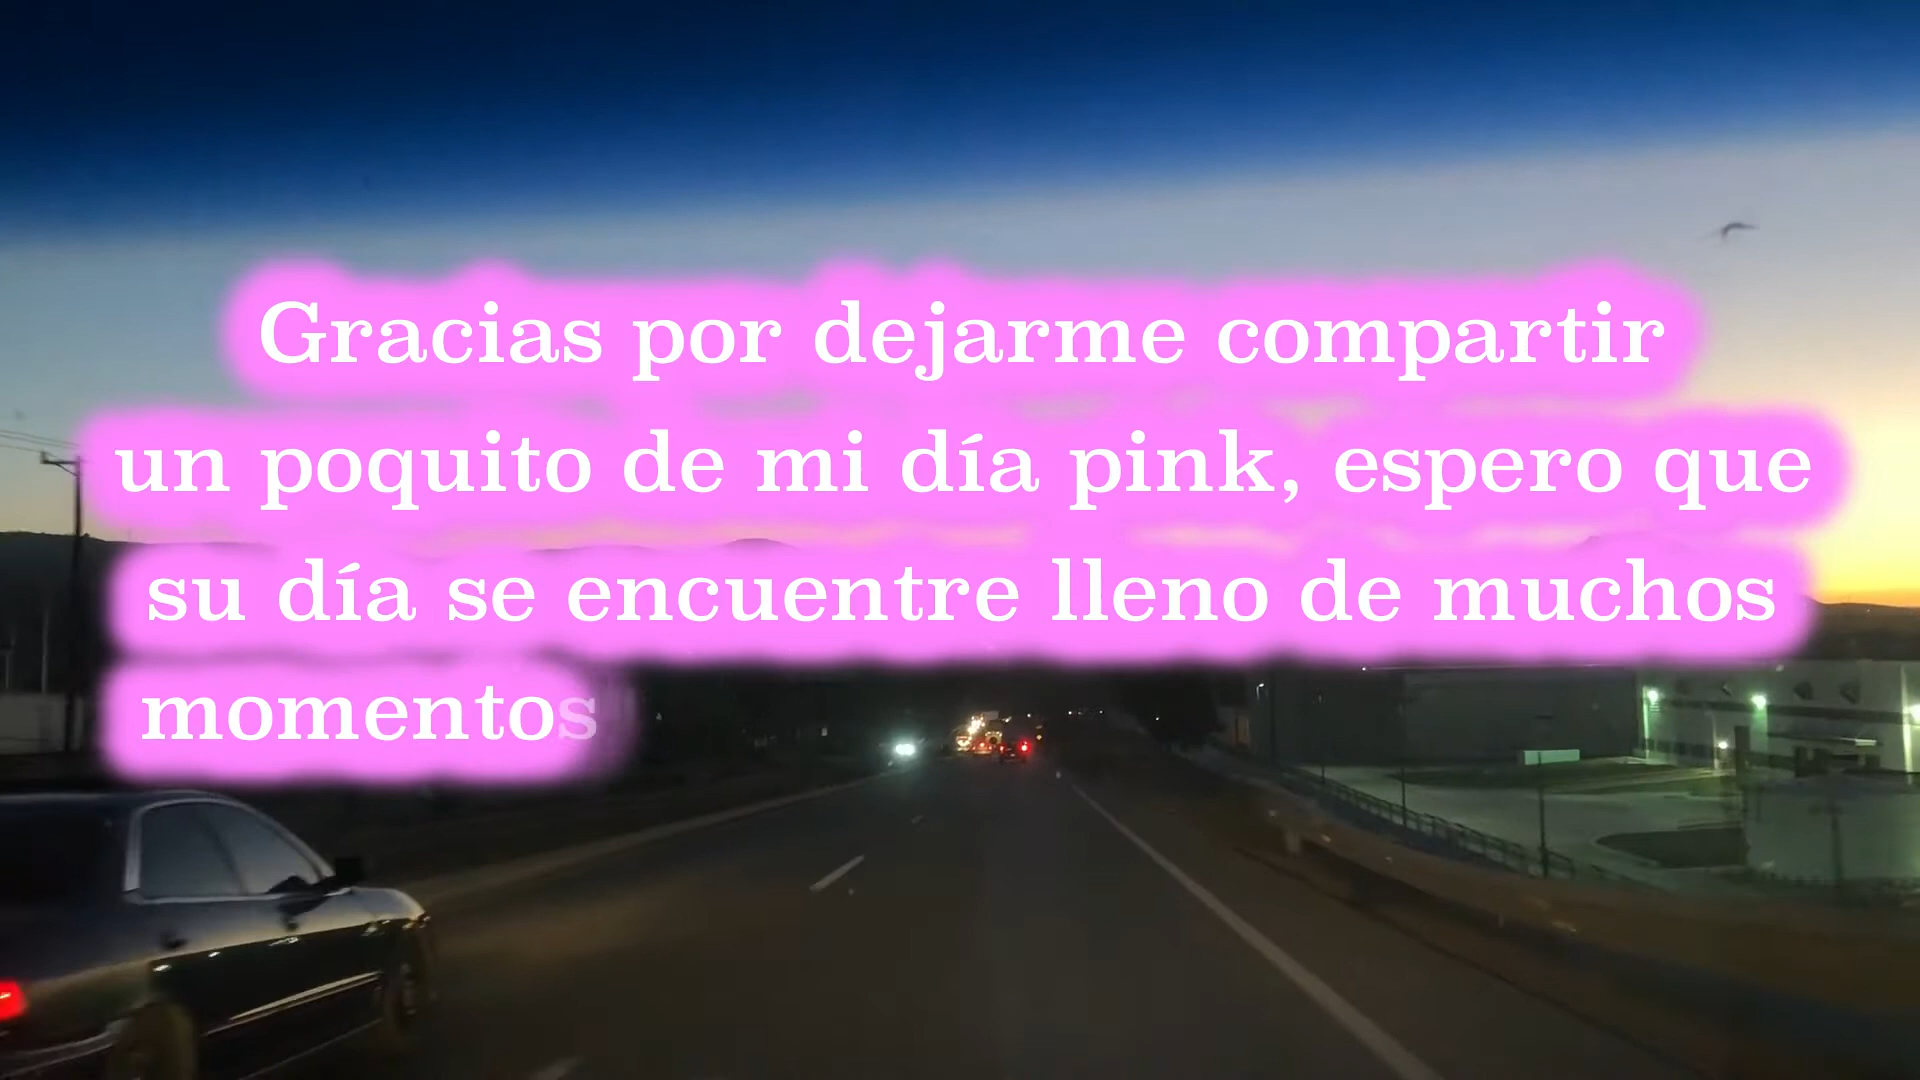 Gracias por dejarme compartir
un poquito de mi día pink, espero que
su día se encuentre lleno de muchos
momentos